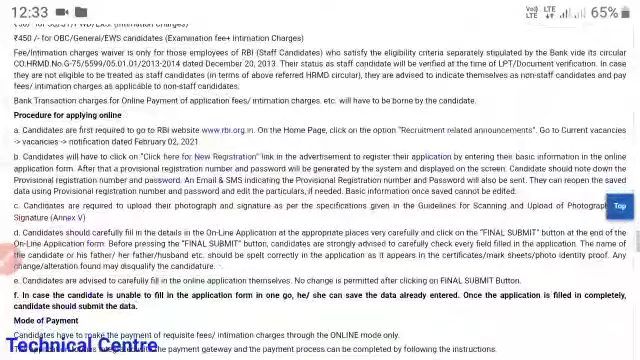 12:33
Vo)) LTE LTE 65%
₹450 /- for OBC/General/EWS candidates (Examination fee+ Intimation Charges)
Fee/Intimation charges waiver is only for those employees of RBI (Staff Candidates) who satisfy the eligibility criteria separately stipulated by the Bank vide its circular
CO.HRMD.No.G-75/5599/05.01.01/2013-2014 dated December 20, 2013. Their status as staff candidate will be verified at the time of LPT/Document verification. In case
they are not eligible to be treated as staff candidates (in terms of above referred HRMD circular), they are advised to indicate themselves as non-staff candidates and pay
fees/ intimation charges as applicable to non-staff candidates.
Bank Transaction charges for Online Payment of application fees/ intimation charges. etc. will have to be borne by the candidate.
Procedure for applying online
a. Candidates are first required to go to RBI website www.rbi.org.in. On the Home Page, click on the option "Recruitment related announcements". Go to Current vacancies
-> vacancies -> notification dated February 02, 2021
b. Candidates will have to click on "Click here for New Registration" link in the advertisement to register their application by entering their basic information in the online
application form. After that a provisional registration number and password will be generated by the system and displayed on the screen. Candidate should note down the
Provisional registration number and password. An Email & SMS indicating the Provisional Registration number and Password will also be sent. They can reopen the saved
data using Provisional registration number and password and edit the particulars, if needed. Basic information once saved cannot be edited.
c. Candidates are required to upload their photograph and signature as per the specifications given in the Guidelines for Scanning and Upload of Photograph
Top
Signature (Annex V)
d. Candidates should carefully fill in the details in the On-Line Application at the appropriate places very carefully and click on the "FINAL SUBMIT" button at the end of the
On-Line Application form. Before pressing the "FINAL SUBMIT" button, candidates are strongly advised to carefully check every field filled in the application. The name of
the candidate or his father/ her father/husband etc. should be spelt correctly in the application as it appears in the certificates/mark sheets/photo identity proof. Any
change/alteration found may disqualify the candidature.
e. Candidates are advised to carefully fill in the online application themselves. No change is permitted after clicking on FINAL SUBMIT Button.
f. In case the candidate is unable to fill in the application form in one go, he/ she can save the data already entered. Once the application is filled in completely,
candidate should submit the data.
Mode of Payment
Candidates have to make the payment of requisite fees/ intimation charges through the ONLINE mode only.
Technical Centre
integrated with the payment gateway and the payment process can be completed by following the instructions.